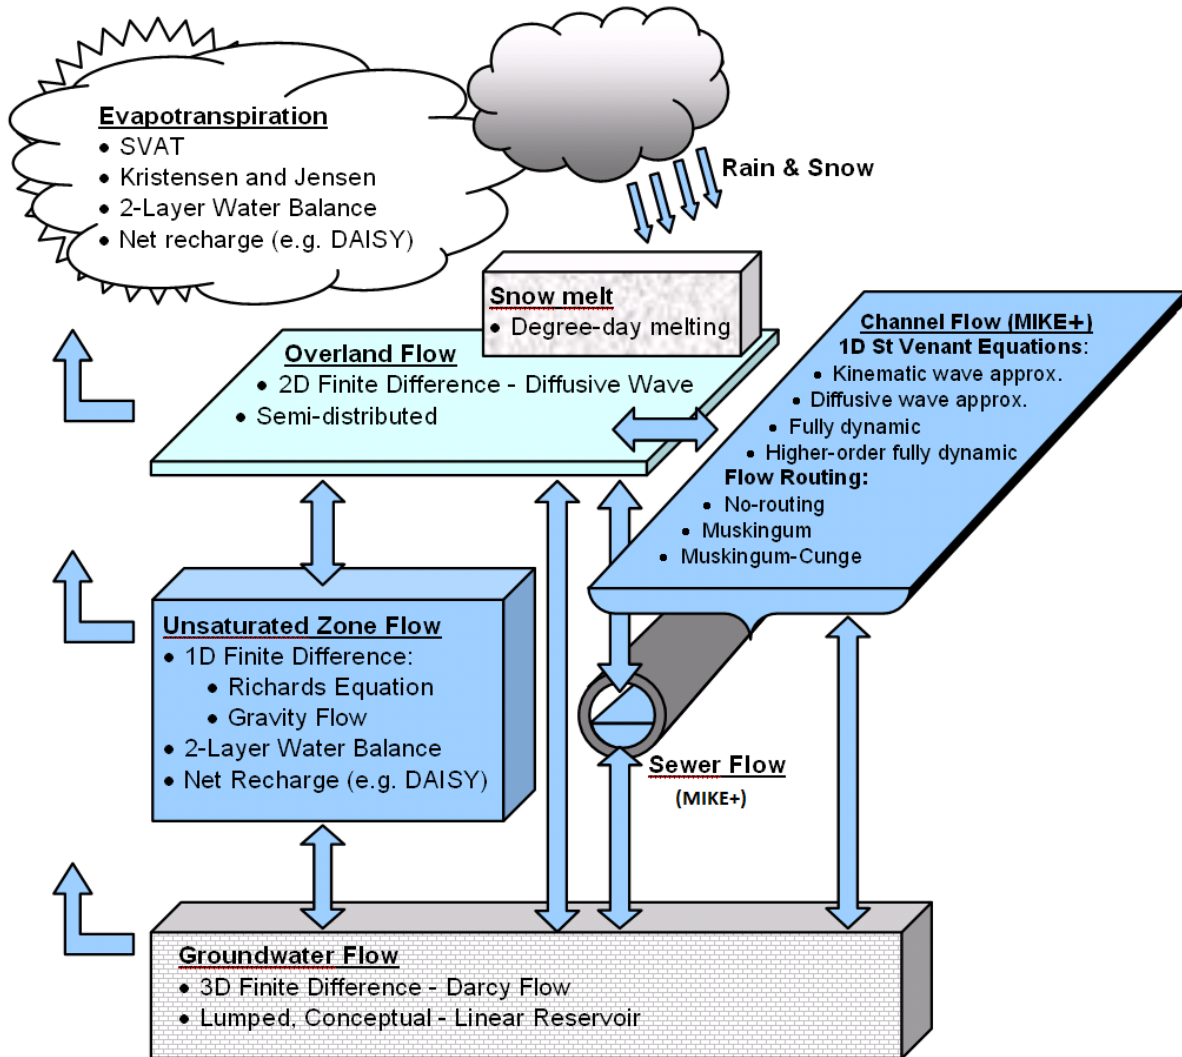 Evapotranspiration
• SVAT
• Kristensen and Jensen
• 2-Layer Water Balance
• Net recharge (e.g. DAISY)
Rain & Snow
Snow melt
• Degree-day melting
Overland Flow
• 2D Finite Difference - Diffusive Wave
• Semi-distributed
Channel Flow (MIKE+)
1D St Venant Equations:
• Kinematic wave approx.
• Diffusive wave approx.
• Fully dynamic
• Higher-order fully dynamic
Flow Routing:
• No-routing
• Muskingum
• Muskingum-Cunge
Unsaturated Zone Flow
• 1D Finite Difference:
• Richards Equation
• Gravity Flow
• 2-Layer Water Balance
• Net Recharge (e.g. DAISY)
Sewer Flow
(MIKE+)
Groundwater Flow
• 3D Finite Difference - Darcy Flow
• Lumped, Conceptual - Linear Reservoir